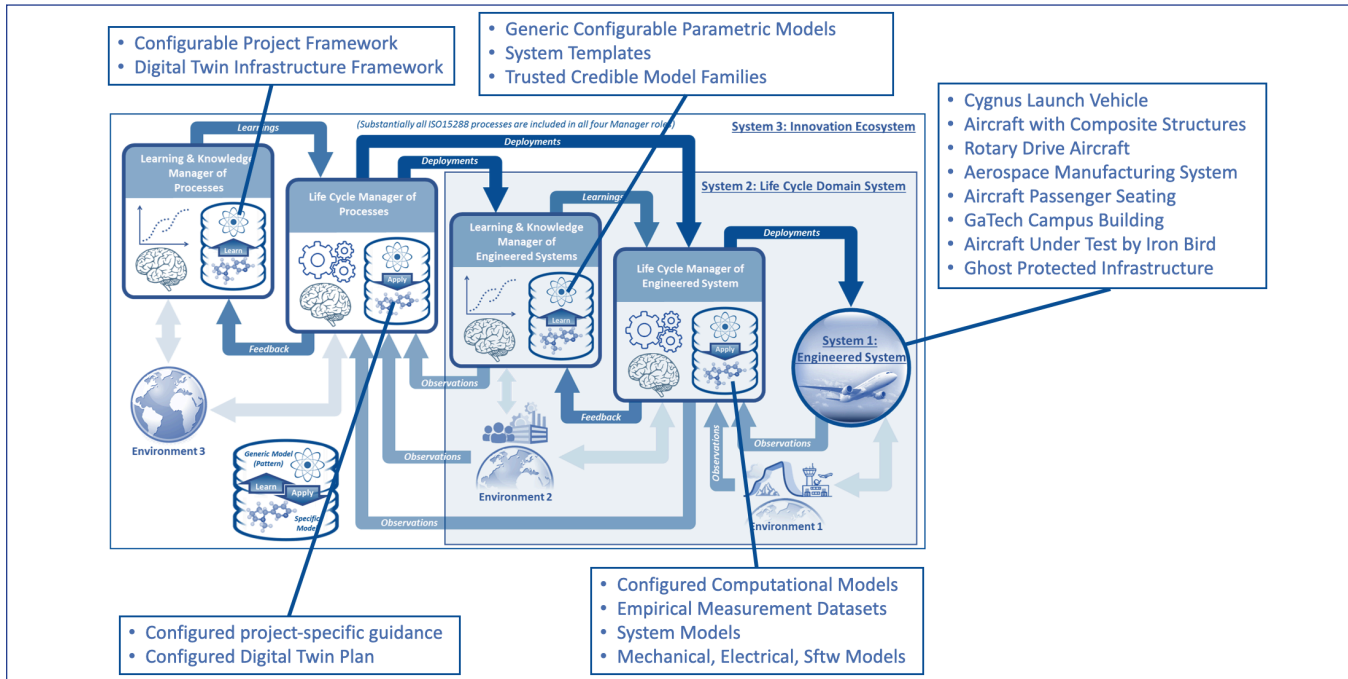 • Configurable Project Framework
• Digital Twin Infrastructure Framework
• Generic Configurable Parametric Models
• System Templates
• Trusted Credible Model Families
• Cygnus Launch Vehicle
• Aircraft with Composite Structures
• Rotary Drive Aircraft
• Aerospace Manufacturing System
• Aircraft Passenger Seating
• GaTech Campus Building
• Aircraft Under Test by Iron Bird
• Ghost Protected Infrastructure
(Substantially all ISO15288 processes are included in all four Manager roles)
System 3: Innovation Ecosystem
Learnings
Deployments
Deployments
Learning & Knowledge
Manager of
Processes
Learn
Life Cycle Manager of
Processes
Apply
System 2: Life Cycle Domain System
Learnings
Learning & Knowledge
Manager of
Engineered Systems
Learn
Life Cycle Manager of
Engineered System
Apply
Deployments
System 1:
Engineered System
Feedback
Observations
Feedback
Observations
Observations
Observations
Observations
Environment 3
Environment 2
Environment 1
Generic Model
(Pattern)
Learn
Apply
Specific
Model
• Configured project-specific guidance
• Configured Digital Twin Plan
• Configured Computational Models
• Empirical Measurement Datasets
• System Models
• Mechanical, Electrical, Sftw Models